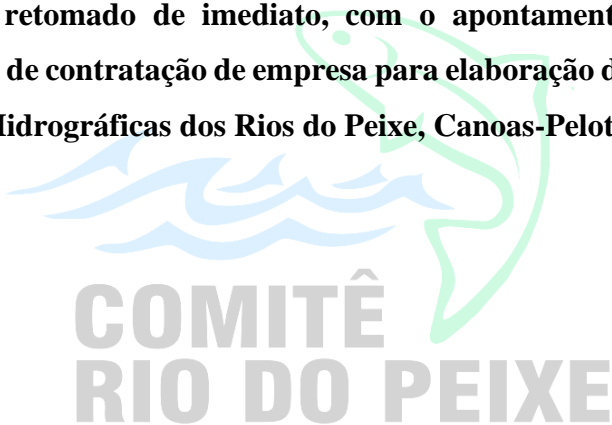 retomado de imediato, com o apontament
de contratação de empresa para elaboração d
Hidrográficas dos Rios do Peixe, Canoas-Pelot
COMITÊ
RIO DO PEIXE